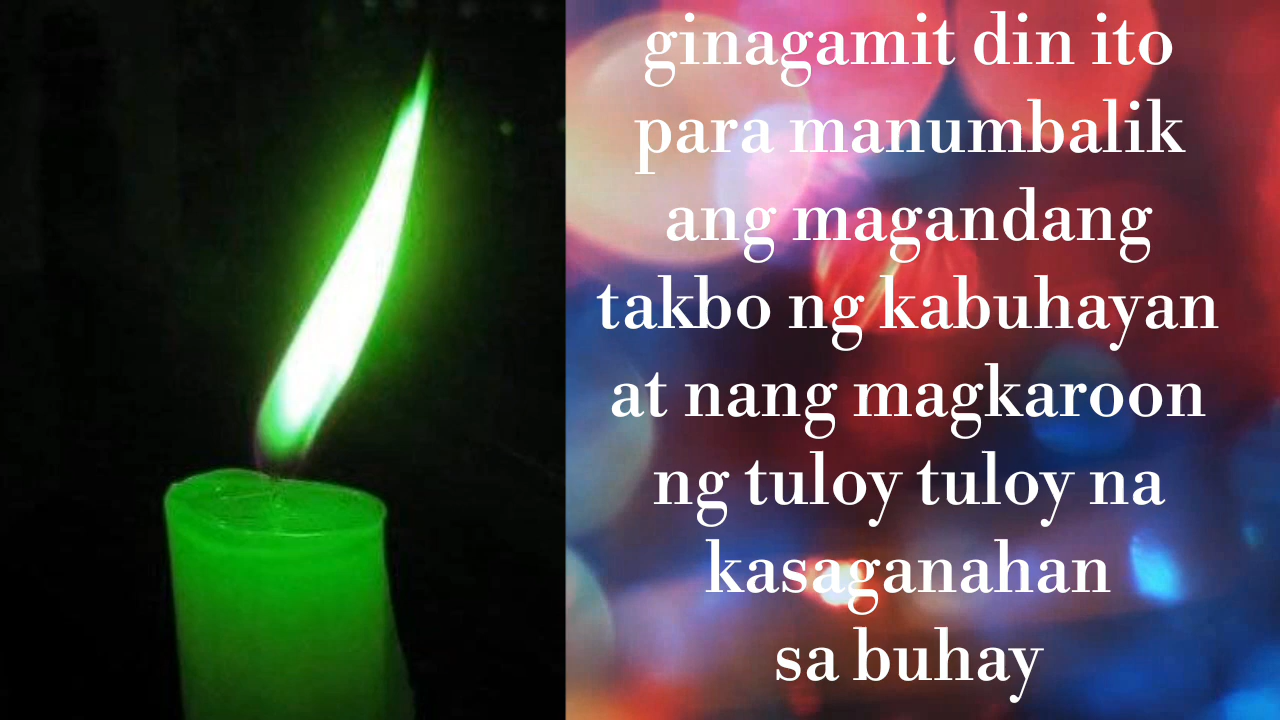 ginagamit din ito
para manumbalik
ang magandang
takbo ng kabuhayan
at nang magkaroon
ng tuloy tuloy na
kasaganahan
sa buhay